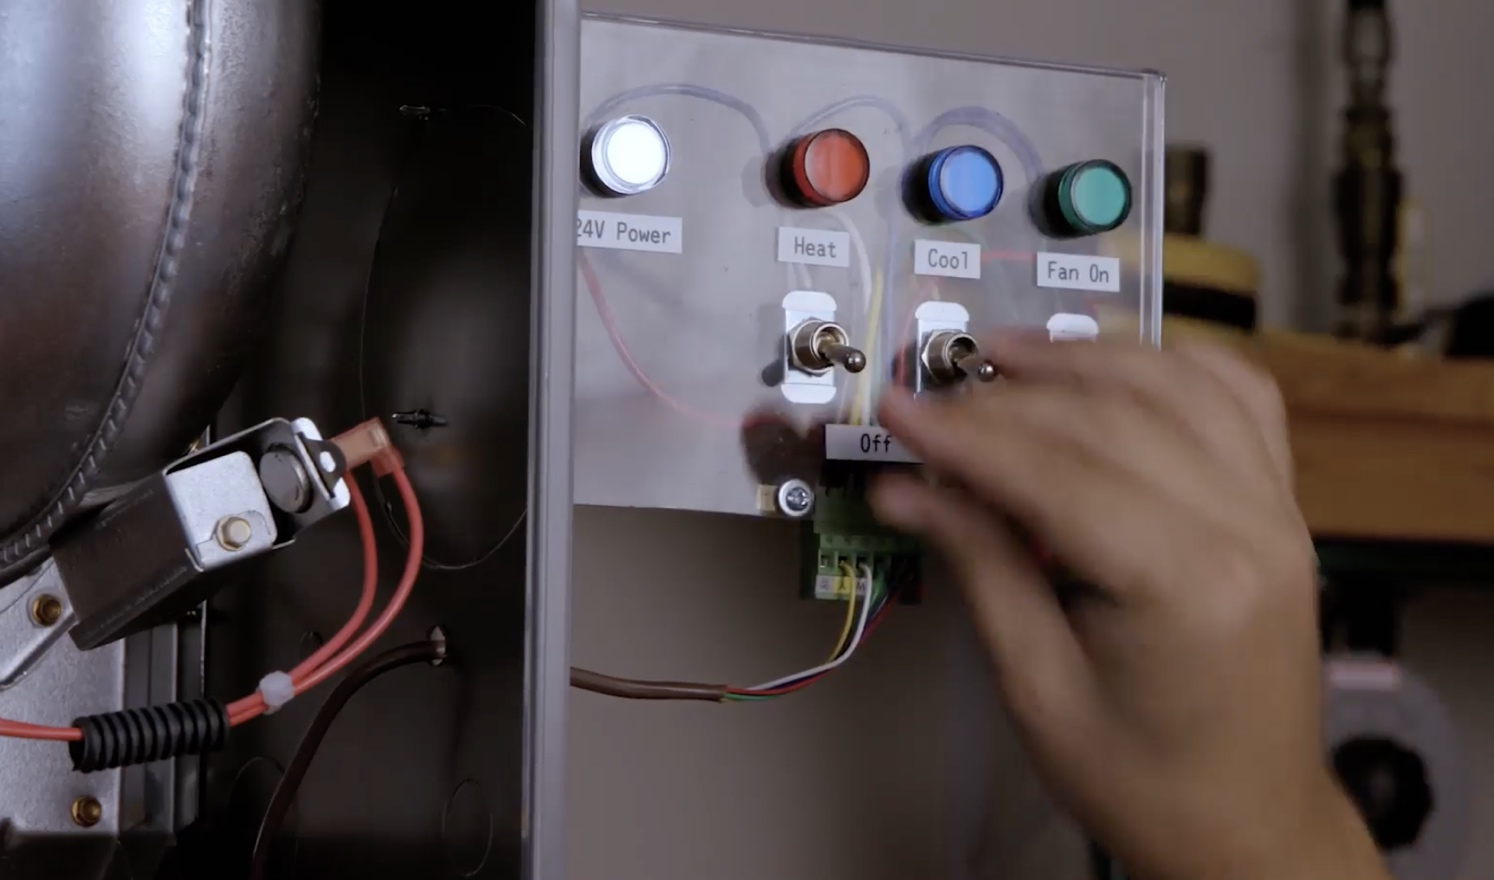 24V Power
Heat
Cool
Fan On
Off